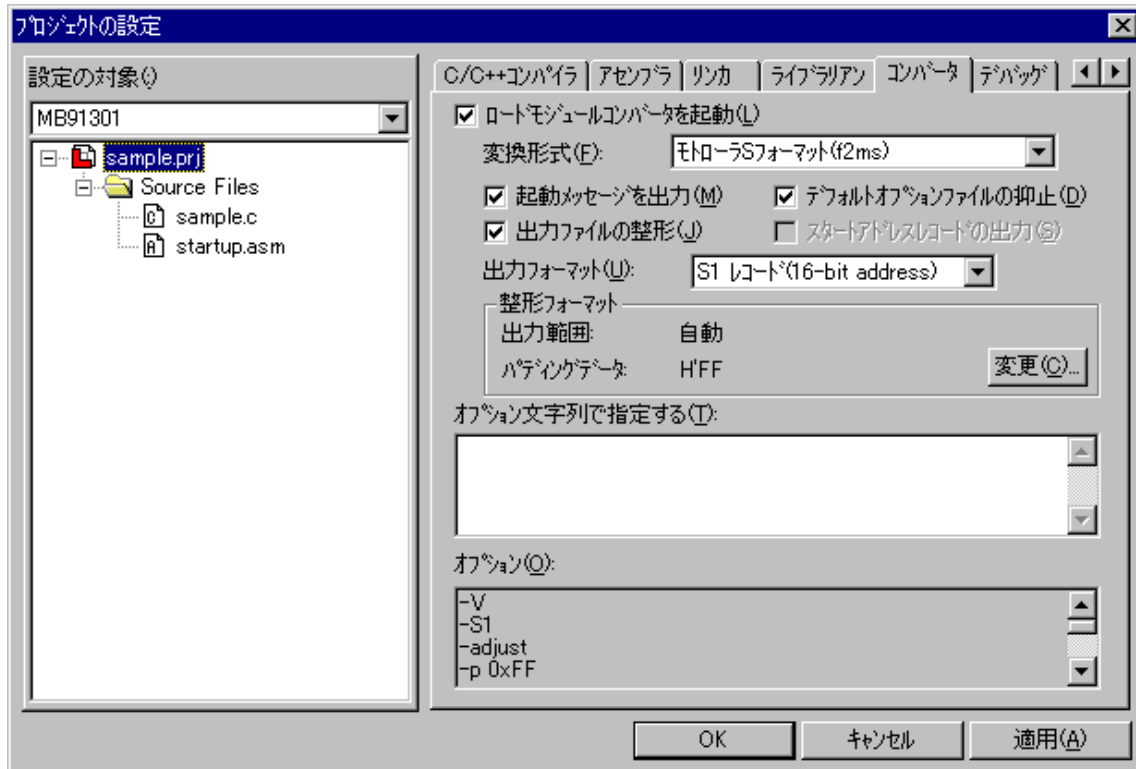 プロジェクトの設定
設定の対象()
MB91301
sample.prj
Source Files
sample.c
startup.asm
C/C++コンパイラ
アセンブラ
リンカ
ライブラリアン
コンバータ
デバッグ
ロードモジュールコンバータを起動(L)
変換形式(F): モトローラSフォーマット(f2ms)
起動メッセージを出力(M) デフォルトオプションファイルの抑止(D)
出力ファイルの整形(J) スタートアドレスレコードの出力(S)
出力フォーマット(U): S1 レコード(16-bit address)
整形フォーマット
出力範囲: 自動
パディングデータ: H'FF
変更(C)...
オプション文字列で指定する(T):
オプション(O):
-V
-S1
-adjust
-p 0xFF
OK キャンセル 適用(A)